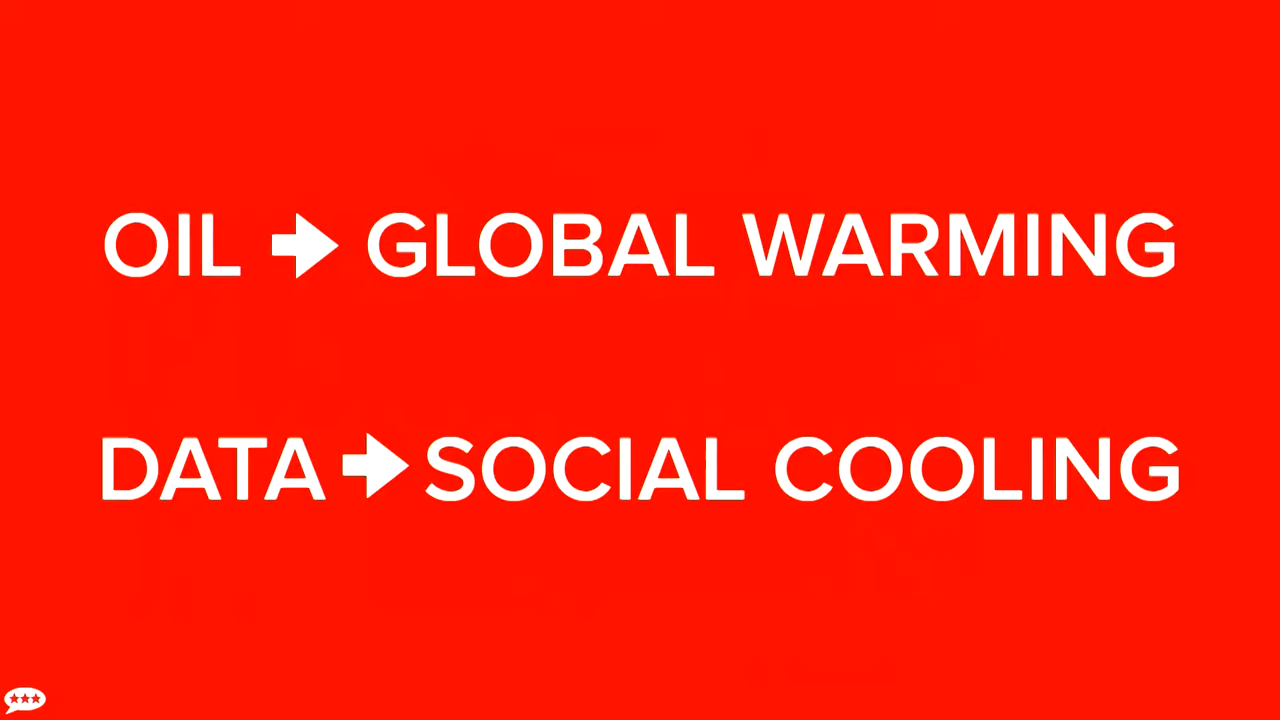 OIL → GLOBAL WARMING
DATA → SOCIAL COOLING